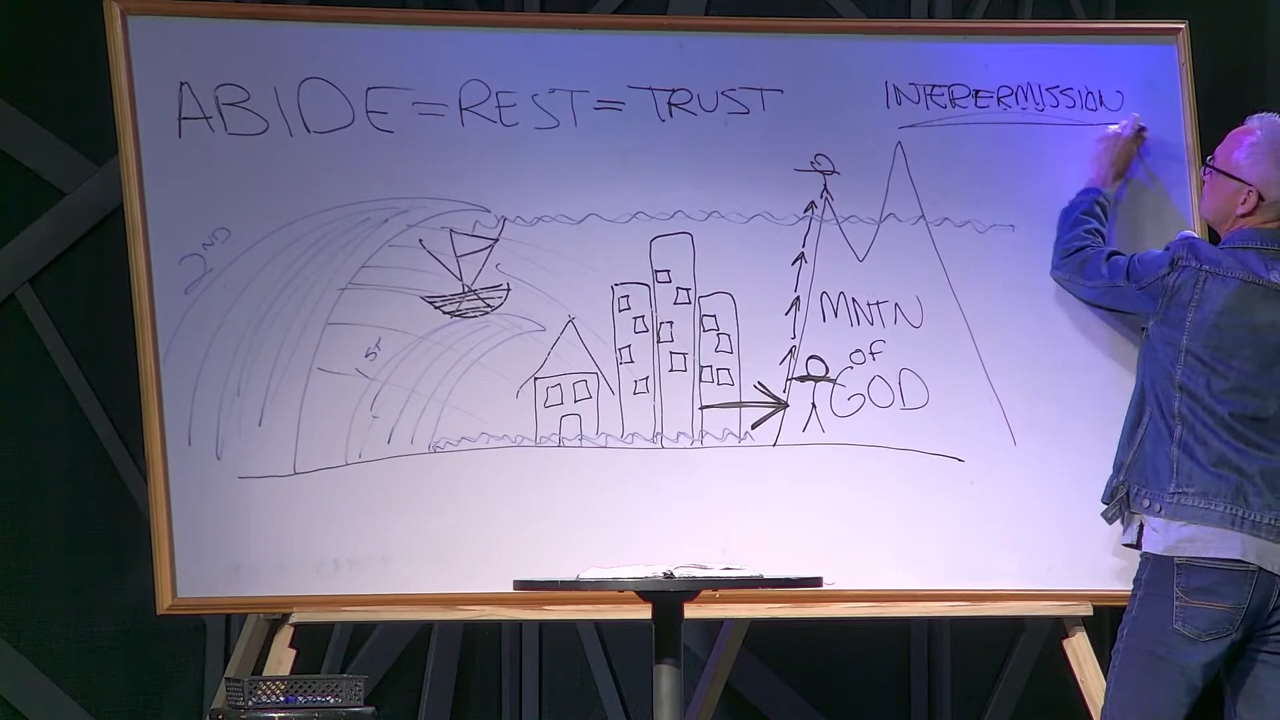 ABIDE=REST=TRUST
INTERERMISSION
2ND
MNTN
of
GOD